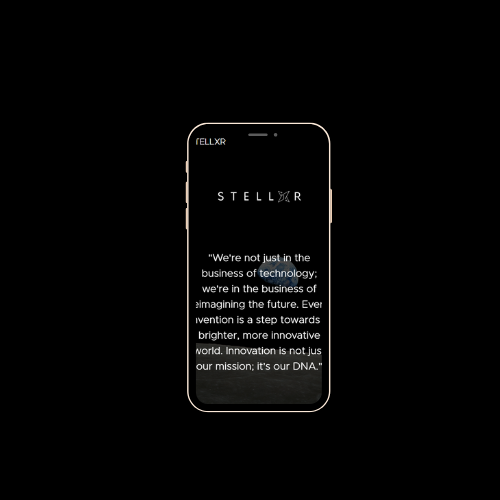 TELLXR
STELLXR
"We're not just in the
business of technology;
we're in the business of
eimagining the future. Ever
nvention is a step towards
brighter, more innovative
world. Innovation is not jus
our mission; it's our DNA."